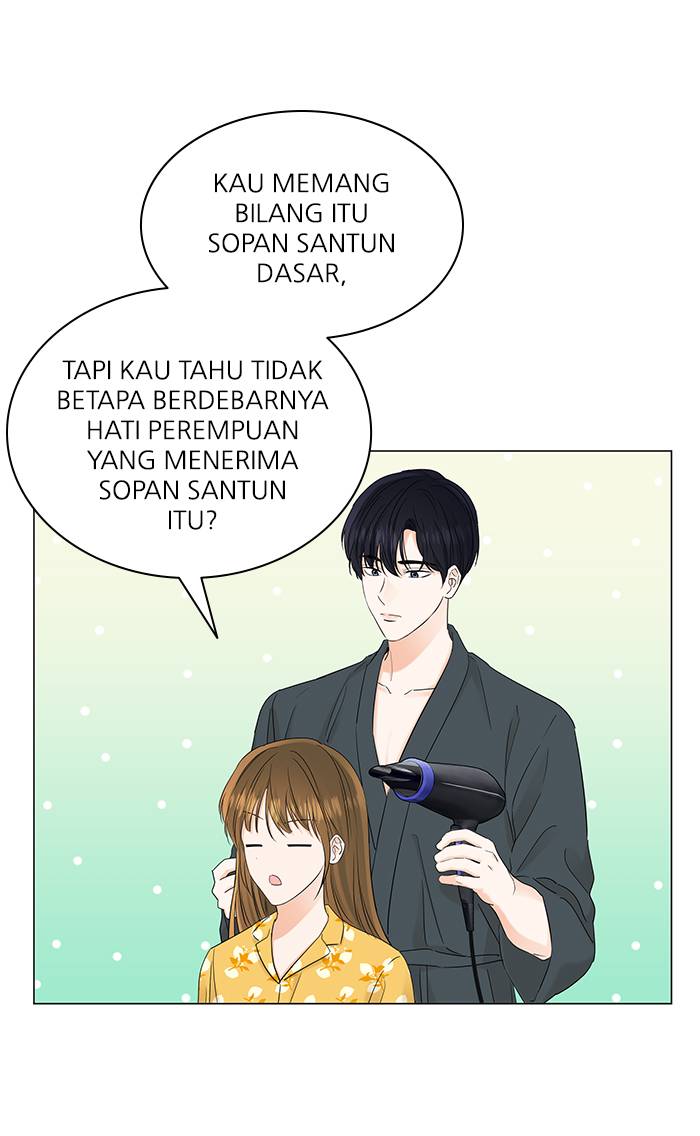 KAU MEMANG
BILANG ITU
SOPAN SANTUN
DASAR,
TAPI KAU TAHU TIDAK
BETAPA BERDEBARNYA
HATI PEREMPUAN
YANG MENERIMA
SOPAN SANTUN
ITU?